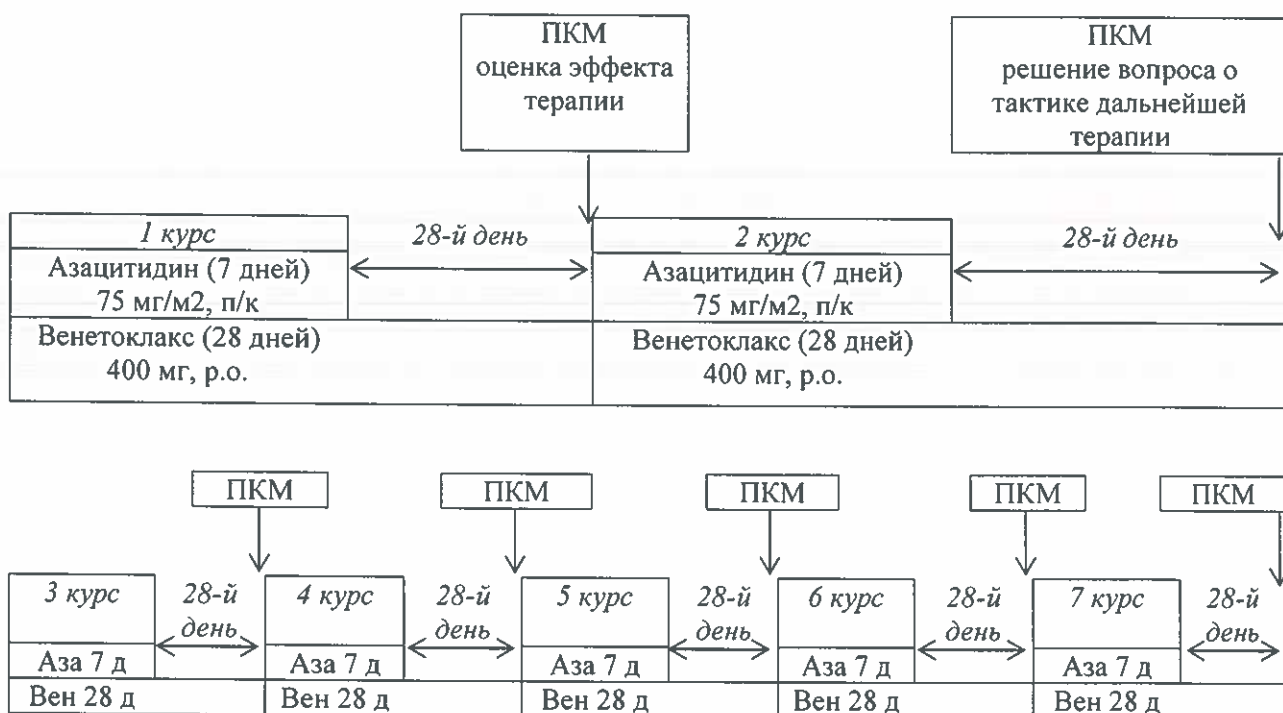 ПКМ
оценка эффекта
терапии
ПКМ
решение вопроса о
тактике дальнейшей
терапии
1 курс
28-й день
2 курс
28-й день
Азацитидин (7 дней)
75 мг/м2, п/к
Азацитидин (7 дней)
75 мг/м2, п/к
Венетоклакс (28 дней)
400 мг, р.о.
Венетоклакс (28 дней)
400 мг, р.о.
ПКМ
ПКМ
ПКМ
ПКМ
ПКМ
3 курс
28-й
день
4 курс
28-й
день
5 курс
28-й
день
6 курс
28-й
день
7 курс
28-й
день
Аза 7 д
Аза 7 д
Аза 7 д
Аза 7 д
Аза 7 д
Вен 28 д
Вен 28 д
Вен 28 д
Вен 28 д
Вен 28 д